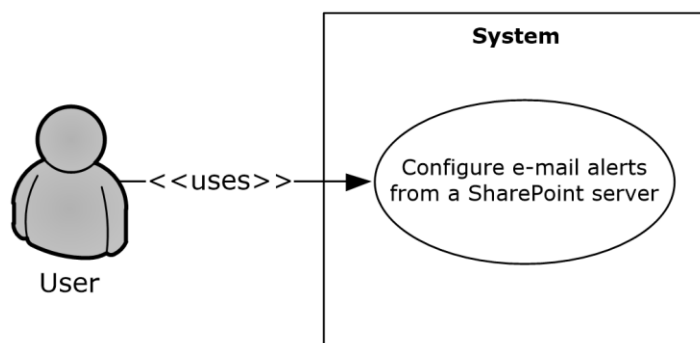 System
<<uses>>
Configure e-mail alerts
from a SharePoint server
User